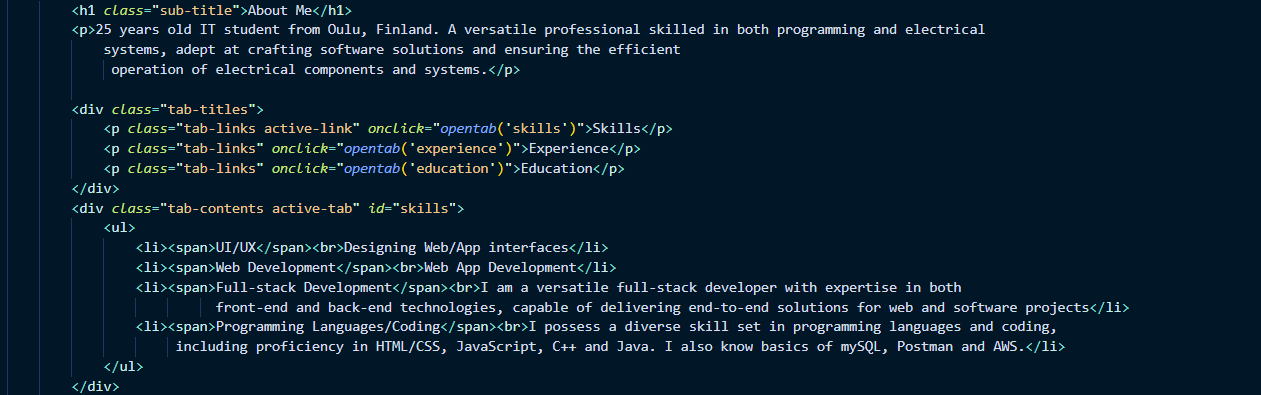 <h1 class="sub-title">About Me</h1>
<p>25 years old IT student from Oulu, Finland. A versatile professional skilled in both programming and electrical
systems, adept at crafting software solutions and ensuring the efficient
operation of electrical components and systems.</p>
<div class="tab-titles">
<p class="tab-links active-link" onclick="opentab('skills')">Skills</p>
<p class="tab-links" onclick="opentab('experience')">Experience</p>
<p class="tab-links" onclick="opentab('education')">Education</p>
</div>
<div class="tab-contents active-tab" id="skills">
<ul>
<li><span>UI/UX</span><br>Designing Web/App interfaces</li>
<li><span>Web Development</span><br>Web App Development</li>
<li><span>Full-stack Development</span><br>I am a versatile full-stack developer with expertise in both
front-end and back-end technologies, capable of delivering end-to-end solutions for web and software projects</li>
<li><span>Programming Languages/Coding</span><br>I possess a diverse skill set in programming languages and coding,
including proficiency in HTML/CSS, JavaScript, C++ and Java. I also know basics of mySQL, Postman and AWS.</li>
</ul>
</div>